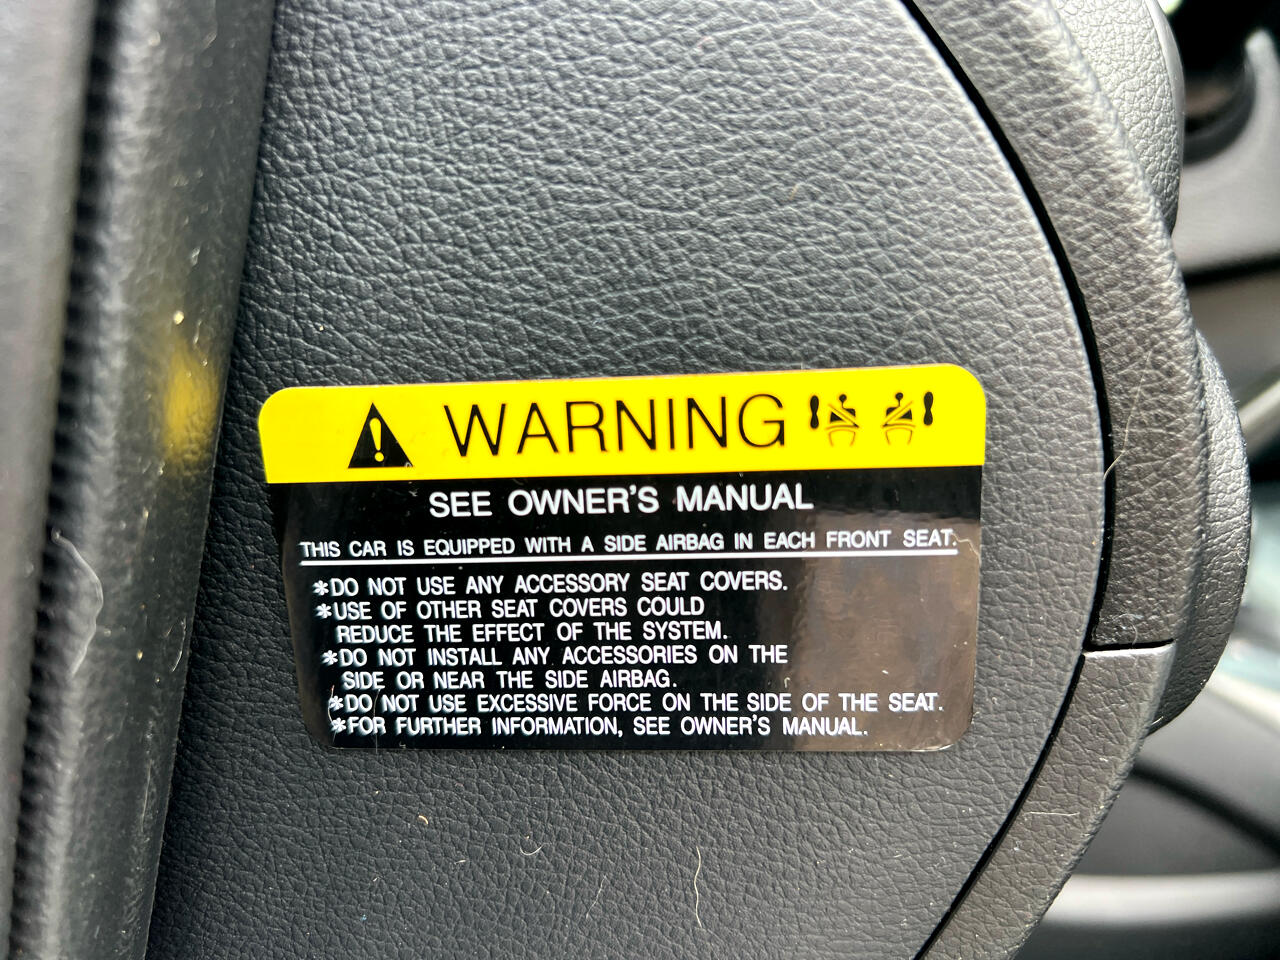 WARNING
SEE OWNER'S MANUAL
THIS CAR IS EQUIPPED WITH A SIDE AIRBAG IN EACH FRONT SEAT.
*DO NOT USE ANY ACCESSORY SEAT COVERS.
*USE OF OTHER SEAT COVERS COULD
REDUCE THE EFFECT OF THE SYSTEM.
*DO NOT INSTALL ANY ACCESSORIES ON THE
SIDE OR NEAR THE SIDE AIRBAG.
*DO NOT USE EXCESSIVE FORCE ON THE SIDE OF THE SEAT.
*FOR FURTHER INFORMATION, SEE OWNER'S MANUAL.